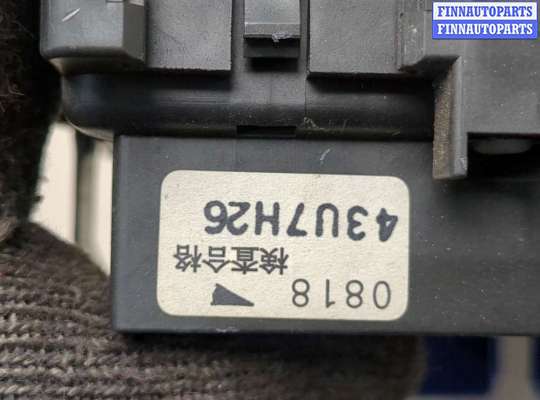 FINNAUTOPARTS
FINNAUTOPARTS
0818
検査合格
43U7H26